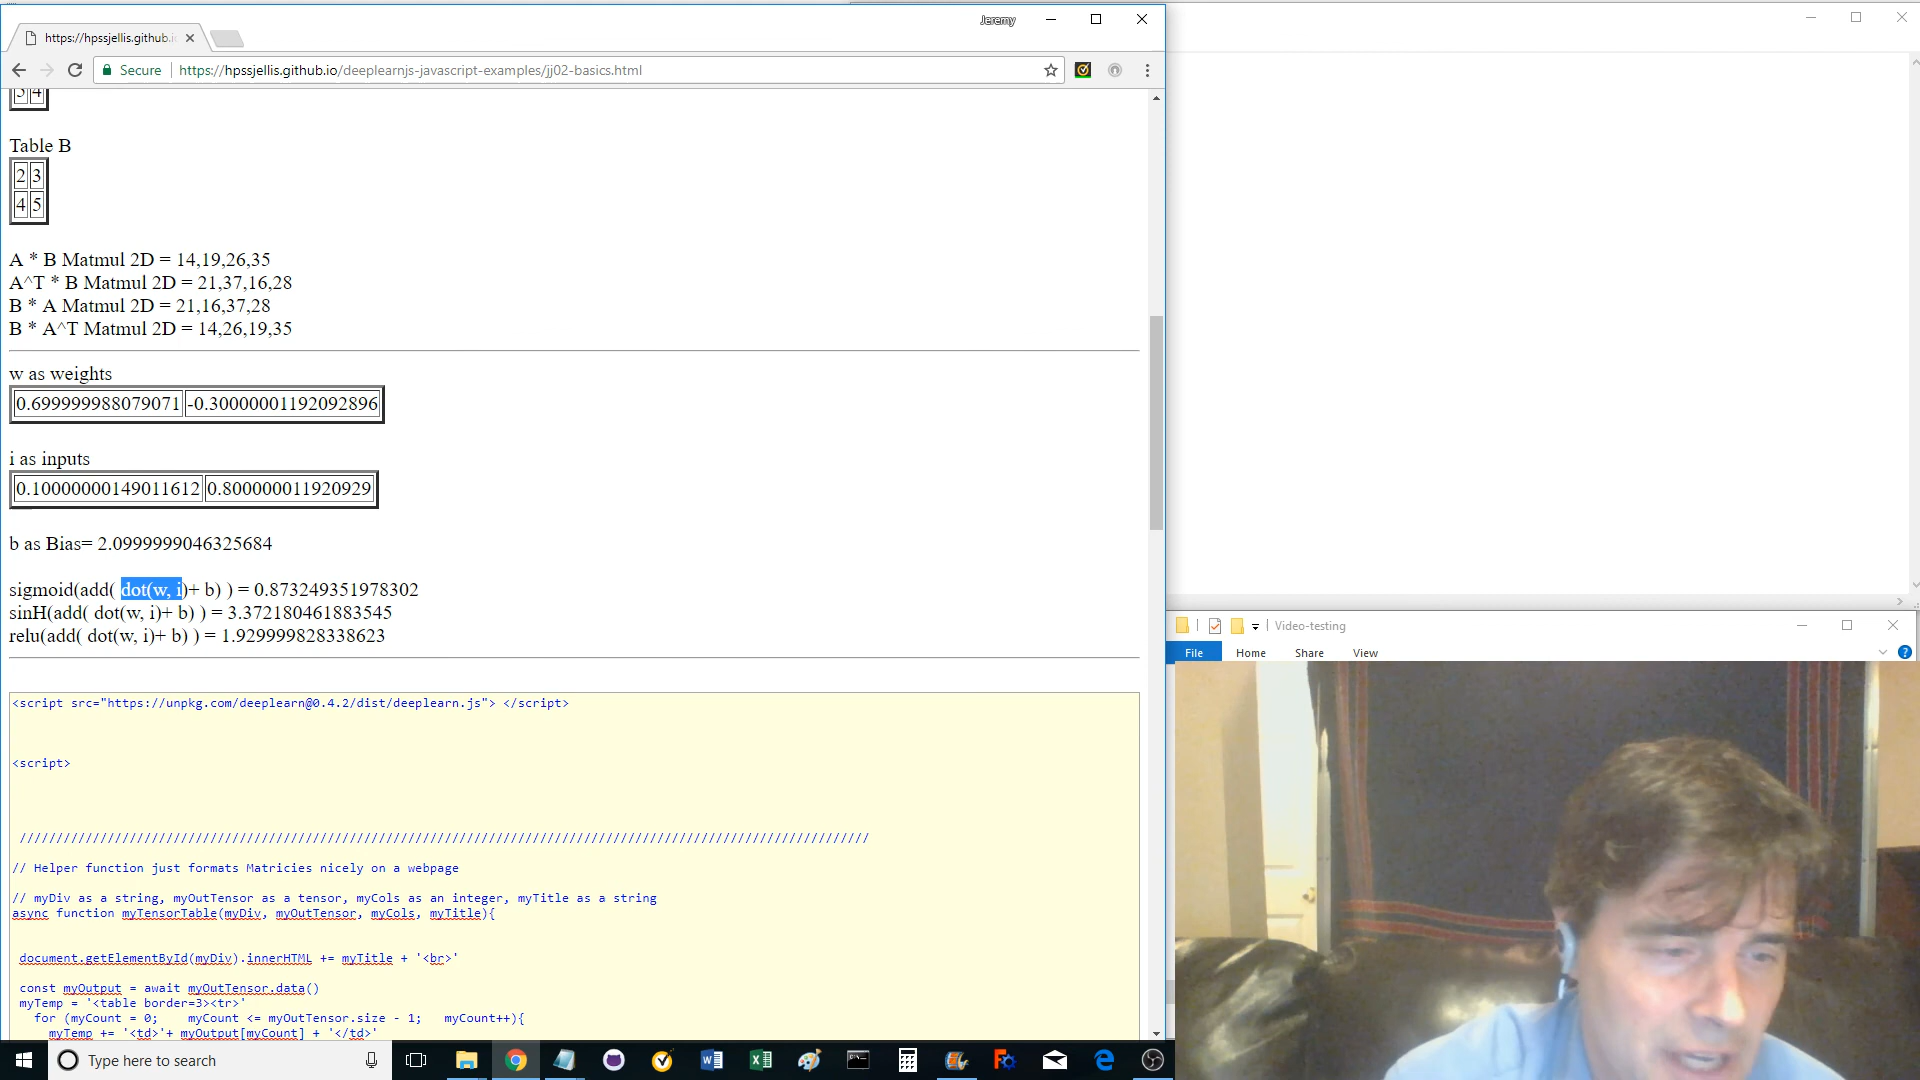 Jeremy
https://hpssjellis.github.i
Secure
https://hpssjellis.github.io/deeplearnjs-javascript-examples/jj02-basics.html
5 4
Table B
2 3
4 5
A * B Matmul 2D = 14,19,26,35
A^T * B Matmul 2D = 21,37,16,28
B * A Matmul 2D = 21,16,37,28
B * A^T Matmul 2D = 14,26,19,35
w as weights
0.699999988079071 -0.30000001192092896
i as inputs
0.10000000149011612 0.800000011920929
b as Bias= 2.0999999046325684
sigmoid(add( dot(w, i)+ b) ) = 0.873249351978302
sinH(add( dot(w, i)+ b) ) = 3.372180461883545
relu(add( dot(w, i)+ b) ) = 1.929999828338623
<script src="https://unpkg.com/deeplearn@0.4.2/dist/deeplearn.js"> </script>
<script>
/////////////////////////////////////////////////////////////////////////////////////////////////////////////////////
// Helper function just formats Matricies nicely on a webpage
// myDiv as a string, myOutTensor as a tensor, myCols as an integer, myTitle as a string
async function myTensorTable(myDiv, myOutTensor, myCols, myTitle){
document.getElementById(myDiv).innerHTML += myTitle + '<br>'
const myOutput = await myOutTensor.data()
myTemp = '<table border=3><tr>'
for (myCount = 0; myCount <= myOutTensor.size - 1; myCount++){
myTemp += '<td>'+ myOutput[myCount] + '</td>'
Video-testing
File Home Share View
Type here to search